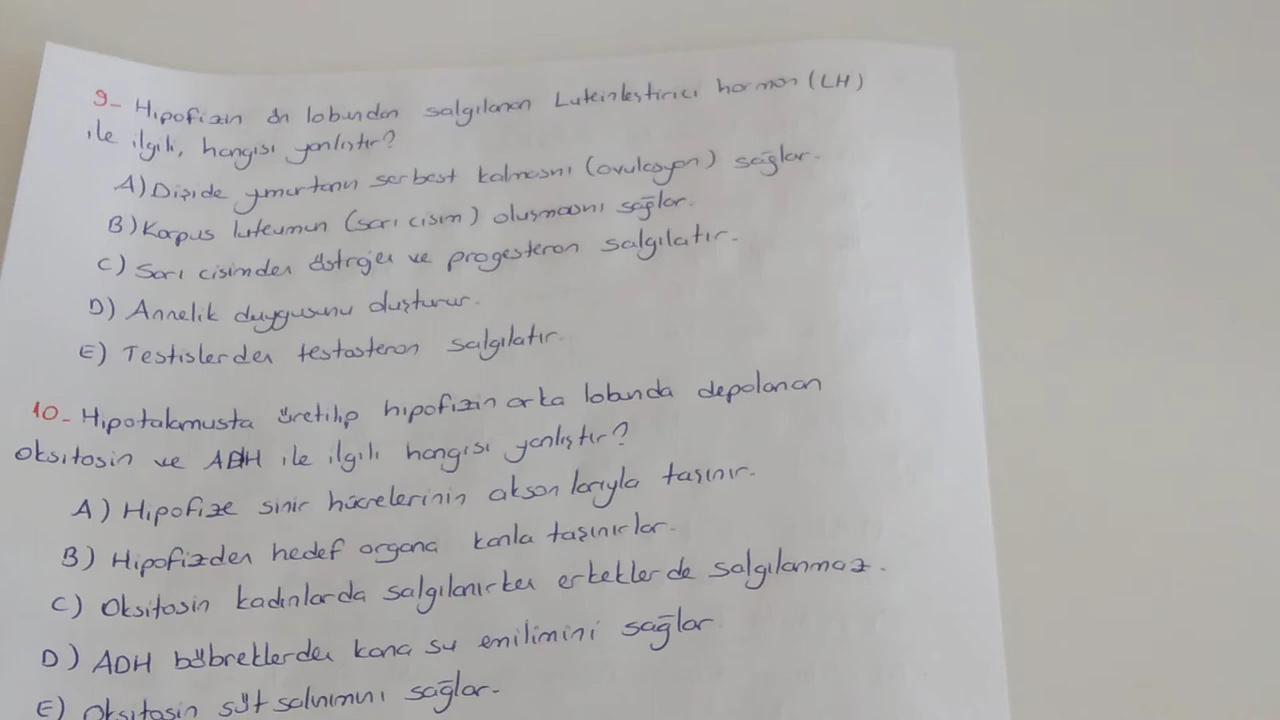 9- Hipofizin ön lobundan salgılanan Luteinleştirici hormon (LH)
ile ilgili, hangisi yanlıştır?
A) Dişide yumurtanın serbest kalmasını (ovulasyon) sağlar.
B) Korpus luteumun (sarı cisim) oluşmasını sağlar.
C) Sarı cisimden östrojen ve progesteron salgılatır.
D) Annelik duygusunu oluşturur.
E) Testislerden testosteron salgılatır.
10- Hipotalamusta üretilip hipofizin arka lobunda depolanan
oksitosin ve ADH ile ilgili hangisi yanlıştır?
A) Hipofize sinir hücrelerinin aksonlarıyla taşınır.
B) Hipofizden hedef organa kanla taşınırlar.
C) Oksitosin kadınlarda salgılanırken erkeklerde salgılanmaz.
D) ADH böbreklerden kana su emilimini sağlar
E) Oksitosin süt salınımını sağlar.